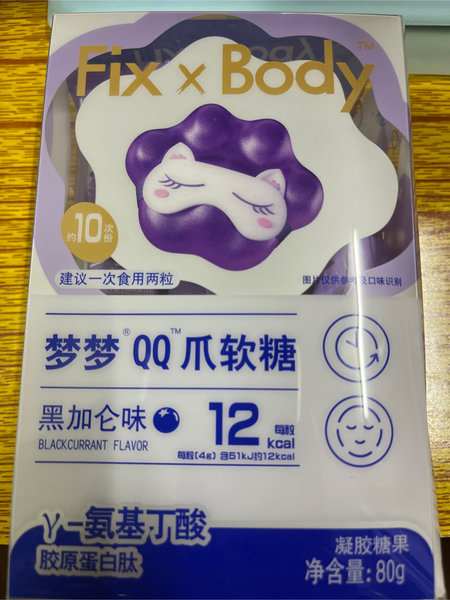 Fix x Body™
约10次份
建议一次食用两粒
图片仅供参考及口味识别
梦梦®QQ™爪软糖
黑加仑味
BLACKCURRANT FLAVOR
12 每粒 kcal
每粒(4g)含51kJ约12kcal
γ-氨基丁酸
胶原蛋白肽
凝胶糖果
净含量:80g